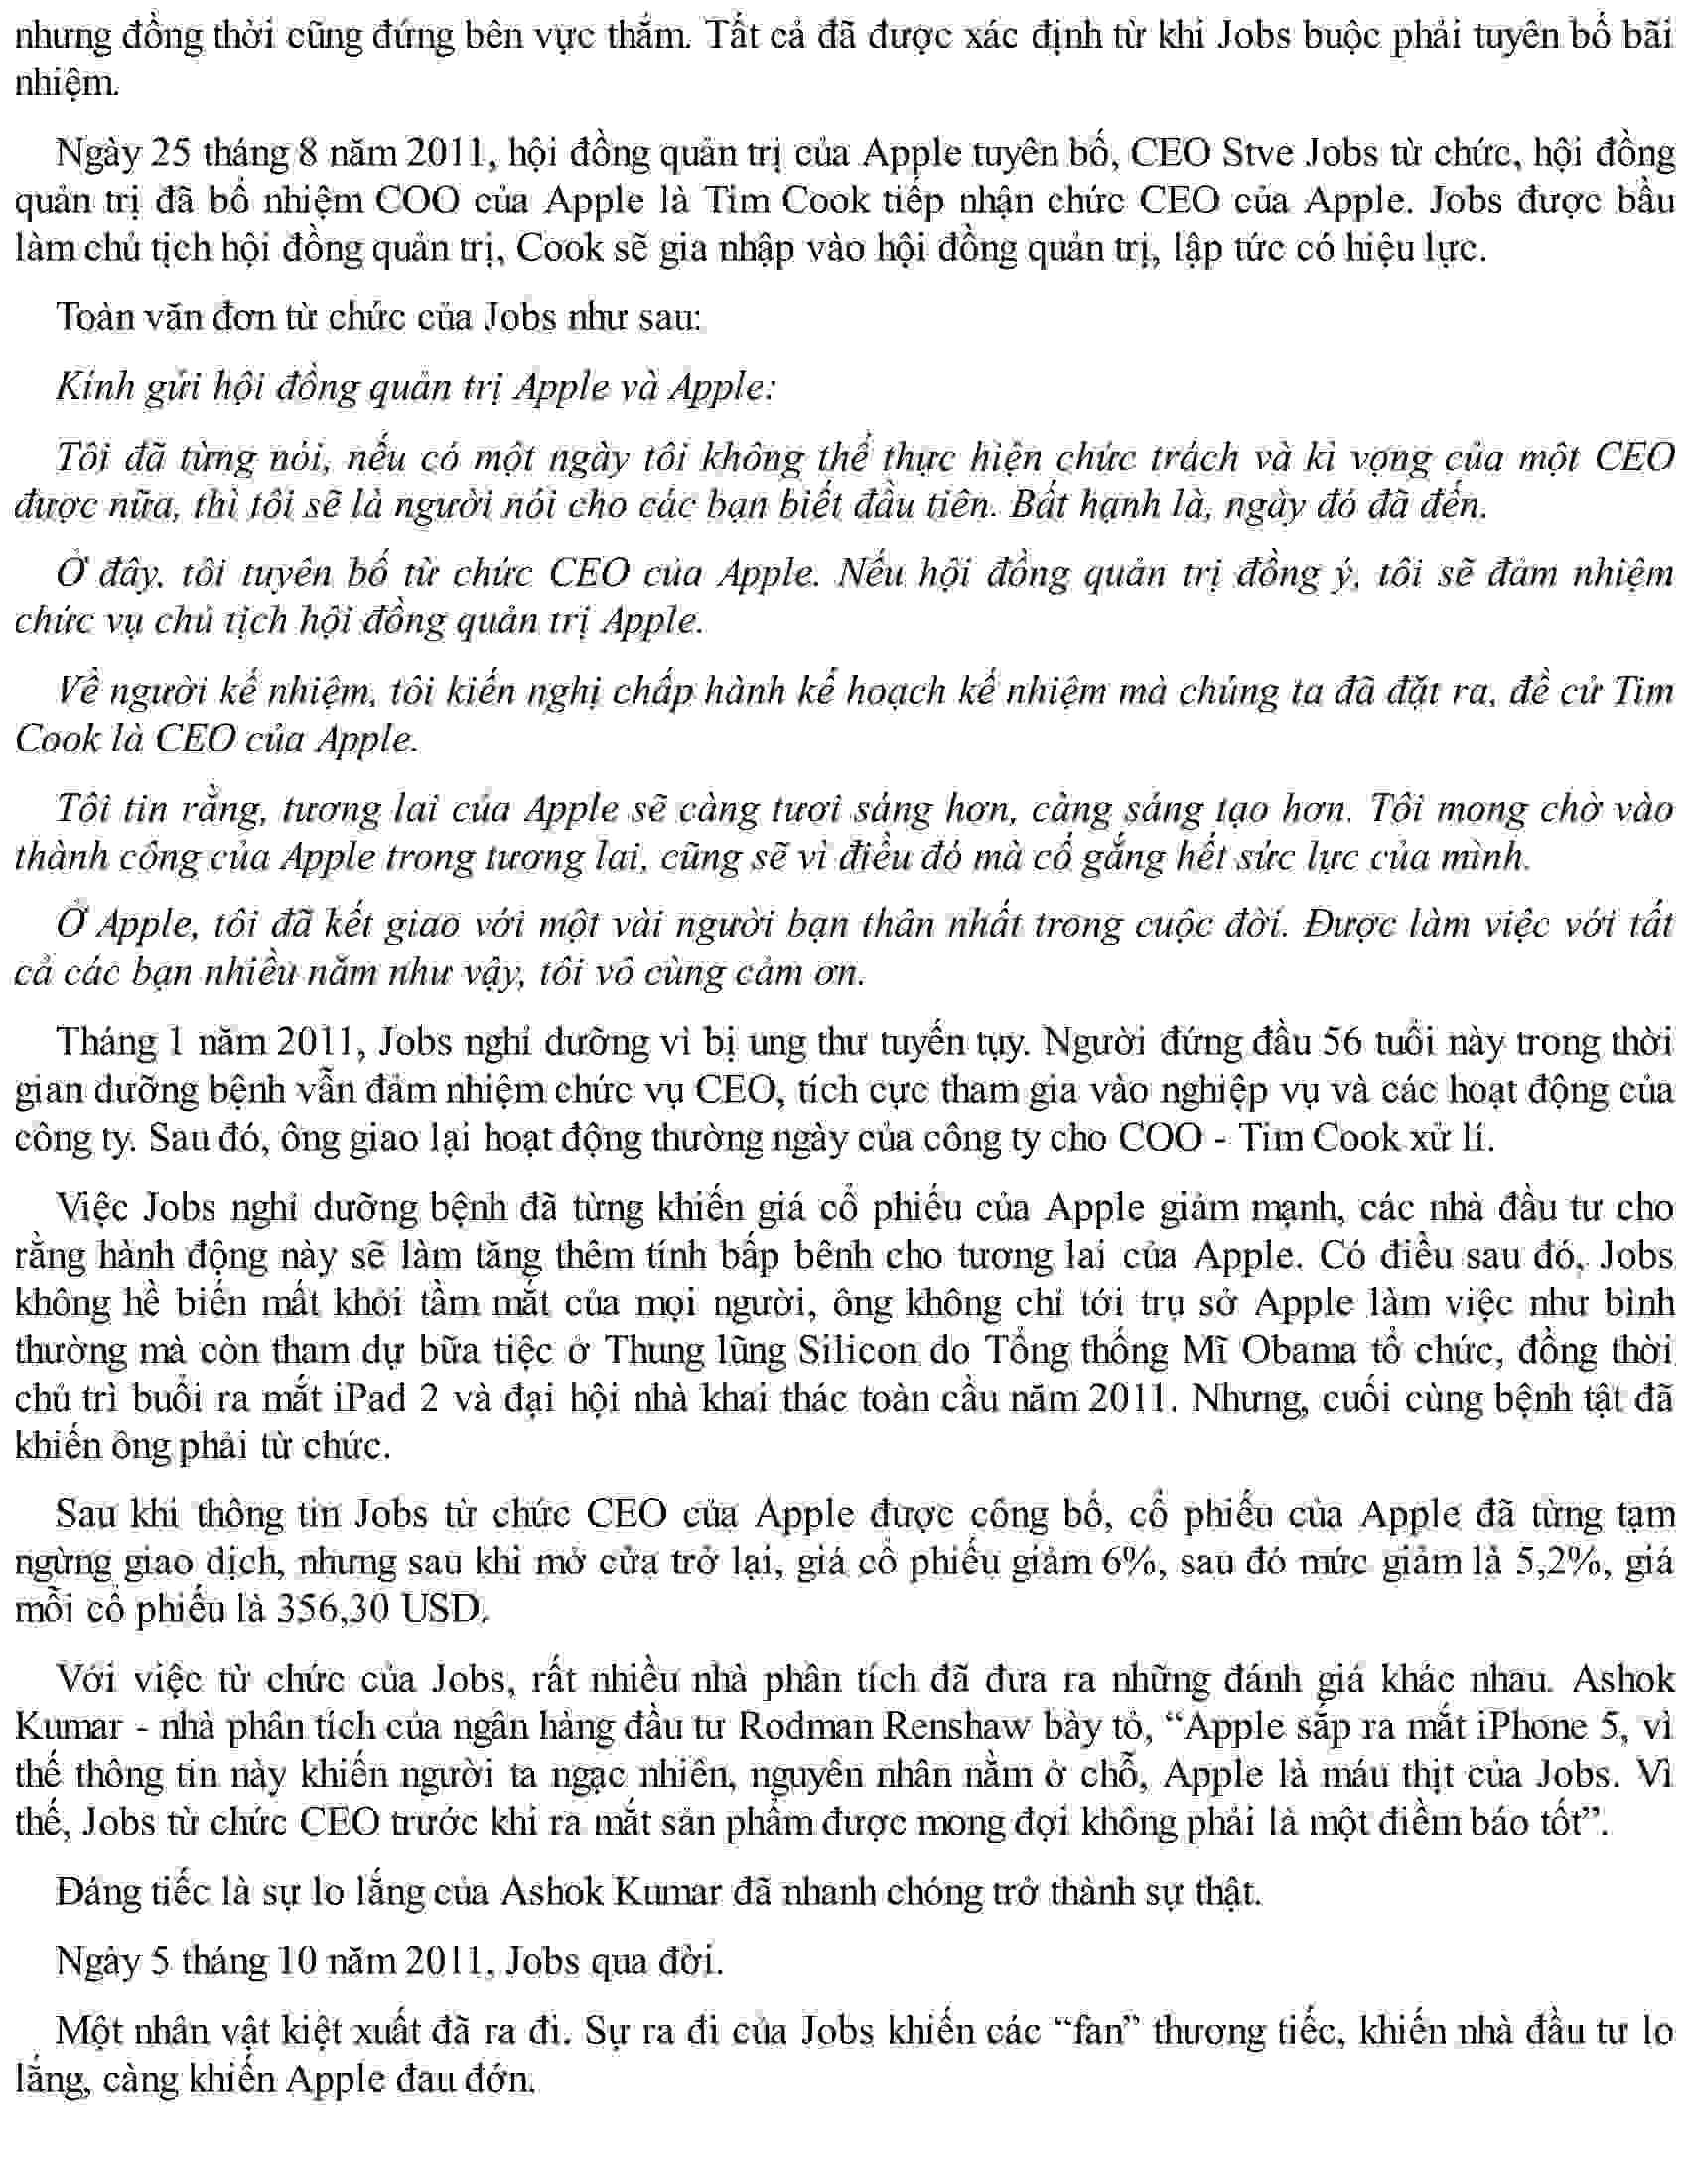 nhưng đồng thời cũng đứng bên vực thẳm. Tất cả đã được xác định từ khi Jobs buộc phải tuyên bố bãi
nhiệm.
Ngày 25 tháng 8 năm 2011, hội đồng quản trị của Apple tuyên bố, CEO Stve Jobs từ chức, hội đồng
quản trị đã bổ nhiệm COO của Apple là Tim Cook tiếp nhận chức CEO của Apple. Jobs được bầu
làm chủ tịch hội đồng quản trị, Cook sẽ gia nhập vào hội đồng quản trị, lập tức có hiệu lực.
Toàn văn đơn từ chức của Jobs như sau:
Kính gửi hội đồng quản trị Apple và Apple:
Tôi đã từng nói, nếu có một ngày tôi không thể thực hiện chức trách và kì vọng của một CEO
được nữa, thì tôi sẽ là người nói cho các bạn biết đầu tiên. Bất hạnh là, ngày đó đã đến.
Ở đây, tôi tuyên bố từ chức CEO của Apple. Nếu hội đồng quản trị đồng ý, tôi sẽ đảm nhiệm
chức vụ chủ tịch hội đồng quản trị Apple.
Về người kế nhiệm, tôi kiến nghị chấp hành kế hoạch kế nhiệm mà chúng ta đã đặt ra, đề cử Tim
Cook là CEO của Apple.
Tôi tin rằng, tương lai của Apple sẽ càng tươi sáng hơn, càng sáng tạo hơn. Tôi mong chờ vào
thành công của Apple trong tương lai, cũng sẽ vì điều đó mà cố gắng hết sức lực của mình.
Ở Apple, tôi đã kết giao với một vài người bạn thân nhất trong cuộc đời. Được làm việc với tất
cả các bạn nhiều năm như vậy, tôi vô cùng cảm ơn.
Tháng 1 năm 2011, Jobs nghỉ dưỡng vì bị ung thư tuyến tụy. Người đứng đầu 56 tuổi này trong thời
gian dưỡng bệnh vẫn đảm nhiệm chức vụ CEO, tích cực tham gia vào nghiệp vụ và các hoạt động của
công ty. Sau đó, ông giao lại hoạt động thường ngày của công ty cho COO - Tim Cook xử lí.
Việc Jobs nghỉ dưỡng bệnh đã từng khiến giá cổ phiếu của Apple giảm mạnh, các nhà đầu tư cho
rằng hành động này sẽ làm tăng thêm tính bấp bênh cho tương lai của Apple. Có điều sau đó, Jobs
không hề biến mất khỏi tầm mắt của mọi người, ông không chỉ tới trụ sở Apple làm việc như bình
thường mà còn tham dự bữa tiệc ở Thung lũng Silicon do Tổng thống Mĩ Obama tổ chức, đồng thời
chủ trì buổi ra mắt iPad 2 và đại hội nhà khai thác toàn cầu năm 2011. Nhưng, cuối cùng bệnh tật đã
khiến ông phải từ chức.
Sau khi thông tin Jobs từ chức CEO của Apple được công bố, cổ phiếu của Apple đã từng tạm
ngừng giao dịch, nhưng sau khi mở cửa trở lại, giá cổ phiếu giảm 6%, sau đó mức giảm là 5,2%, giá
mỗi cổ phiếu là 356,30 USD.
Với việc từ chức của Jobs, rất nhiều nhà phân tích đã đưa ra những đánh giá khác nhau. Ashok
Kumar - nhà phân tích của ngân hàng đầu tư Rodman Renshaw bày tỏ, “Apple sắp ra mắt iPhone 5, vì
thế thông tin này khiến người ta ngạc nhiên, nguyên nhân nằm ở chỗ, Apple là máu thịt của Jobs. Vì
thế, Jobs từ chức CEO trước khi ra mắt sản phẩm được mong đợi không phải là một điềm báo tốt”.
Đáng tiếc là sự lo lắng của Ashok Kumar đã nhanh chóng trở thành sự thật.
Ngày 5 tháng 10 năm 2011, Jobs qua đời.
Một nhân vật kiệt xuất đã ra đi. Sự ra đi của Jobs khiến các “fan” thương tiếc, khiến nhà đầu tư lo
lắng, càng khiến Apple đau đớn.